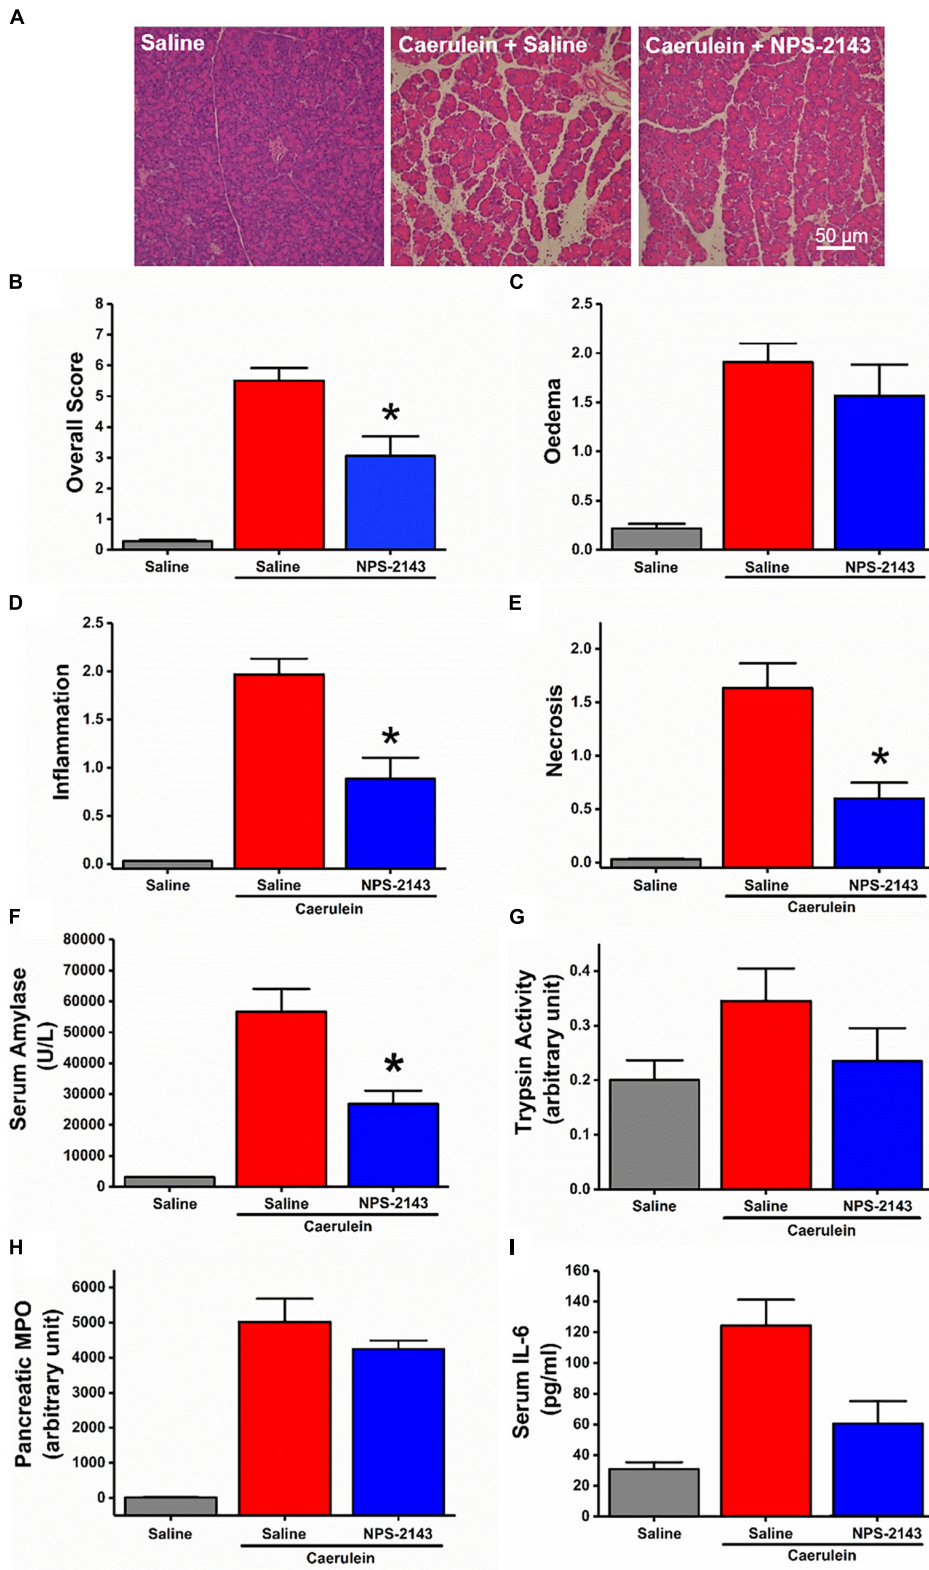 A
Saline
Caerulein + Saline
Caerulein + NPS-2143
50 µm
B
Overall Score
8
7
6
5
4
3
2
1
0
*
Saline
Saline
NPS-2143
C
Oedema
2.5
2.0
1.5
1.0
0.5
0.0
Saline
Saline
NPS-2143
D
Inflammation
2.5
2.0
1.5
1.0
0.5
0.0
*
Saline
Saline
NPS-2143
Caerulein
E
Necrosis
2.0
1.5
1.0
0.5
0.0
*
Saline
Saline
NPS-2143
Caerulein
F
Serum Amylase
(U/L)
80000
70000
60000
50000
40000
30000
20000
10000
0
*
Saline
Saline
NPS-2143
Caerulein
G
Trypsin Activity
(arbitrary unit)
0.4
0.3
0.2
0.1
0.0
Saline
Saline
NPS-2143
Caerulein
H
Pancreatic MPO
(arbitrary unit)
6000
5000
4000
3000
2000
1000
0
Saline
Saline
NPS-2143
Caerulein
I
Serum IL-6
(pg/ml)
160
140
120
100
80
60
40
20
0
Saline
Saline
NPS-2143
Caerulein